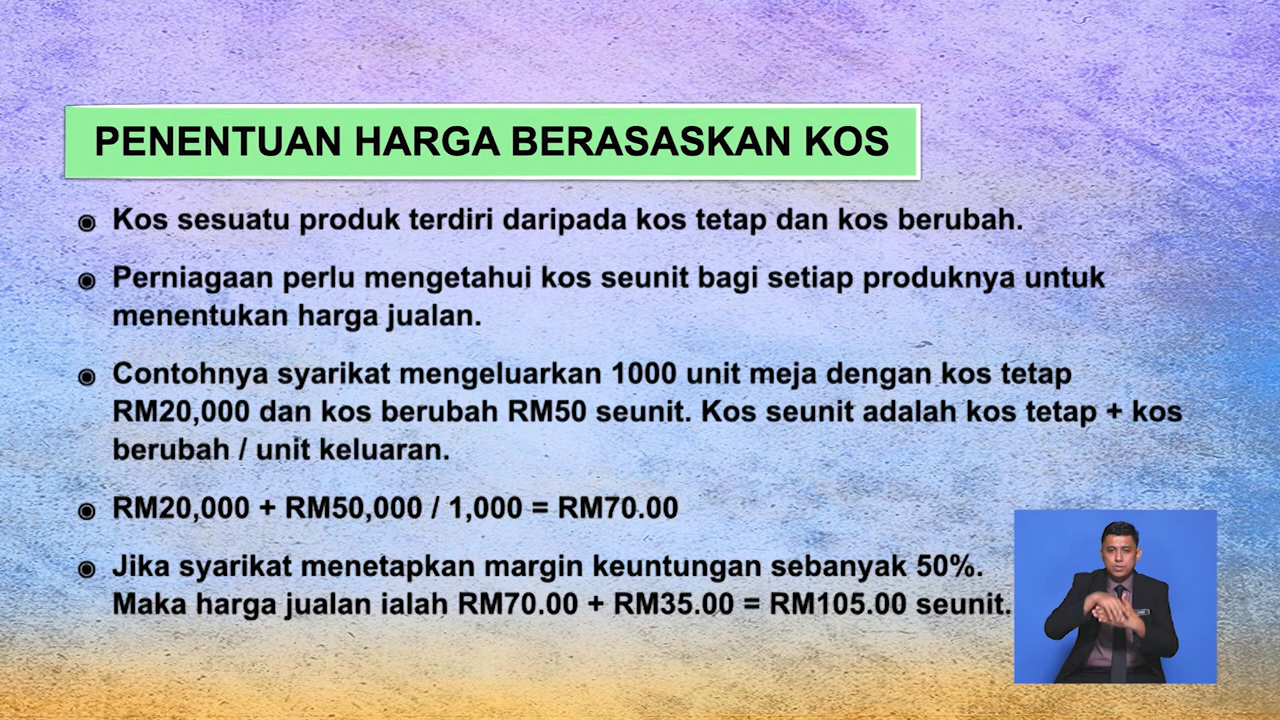 PENENTUAN HARGA BERASASKAN KOS
◉ Kos sesuatu produk terdiri daripada kos tetap dan kos berubah.
◉ Perniagaan perlu mengetahui kos seunit bagi setiap produknya untuk
menentukan harga jualan.
◉ Contohnya syarikat mengeluarkan 1000 unit meja dengan kos tetap
RM20,000 dan kos berubah RM50 seunit. Kos seunit adalah kos tetap + kos
berubah / unit keluaran.
◉ RM20,000 + RM50,000 / 1,000 = RM70.00
◉ Jika syarikat menetapkan margin keuntungan sebanyak 50%.
Maka harga jualan ialah RM70.00 + RM35.00 = RM105.00 seunit.